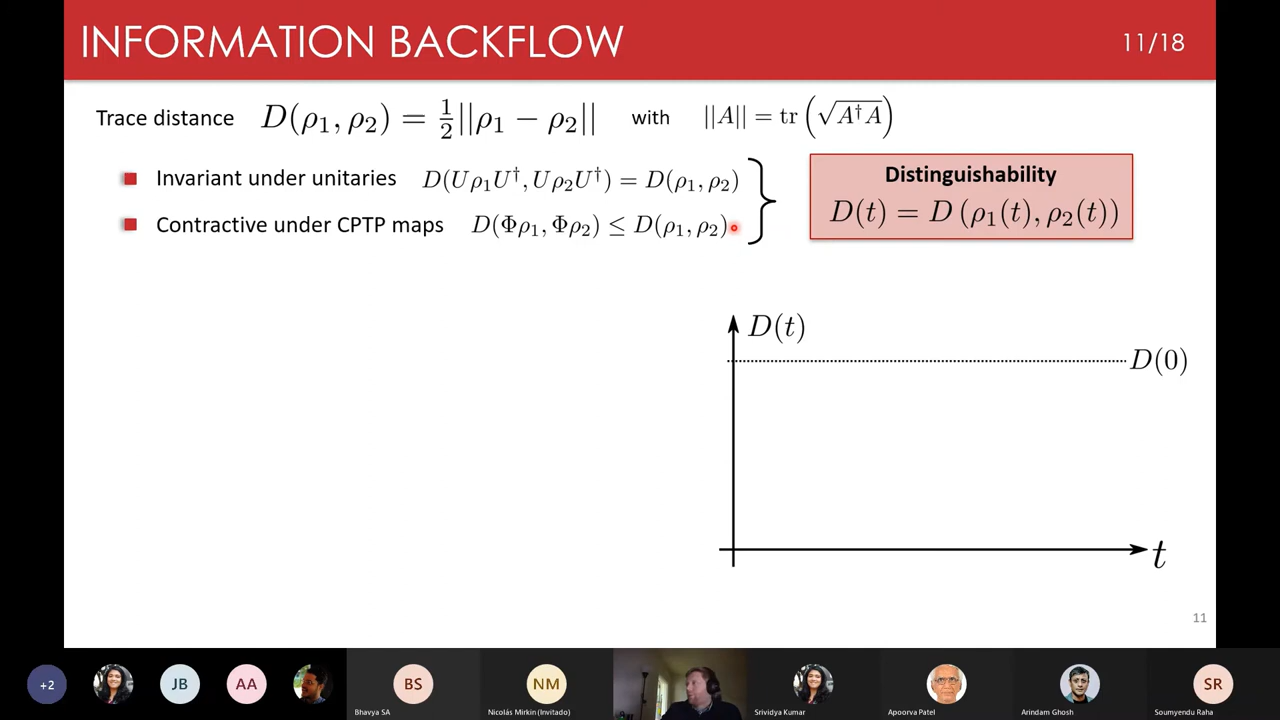 INFORMATION BACKFLOW 11/18
Trace distance D(ρ₁, ρ₂) = ½||ρ₁ − ρ₂|| with ||A|| = tr(√A†A)
Invariant under unitaries D(Uρ₁U†, Uρ₂U†) = D(ρ₁, ρ₂)
Contractive under CPTP maps D(Φρ₁, Φρ₂) ≤ D(ρ₁, ρ₂)
Distinguishability
D(t) = D (ρ₁(t), ρ₂(t))
D(t)
D(0)
t
11
+2 JB AA BS NM SR
Bhavya SA Nicolás Mirkin (Invitado) Srividya Kumar Apoorva Patel Arindam Ghosh Soumyendu Raha